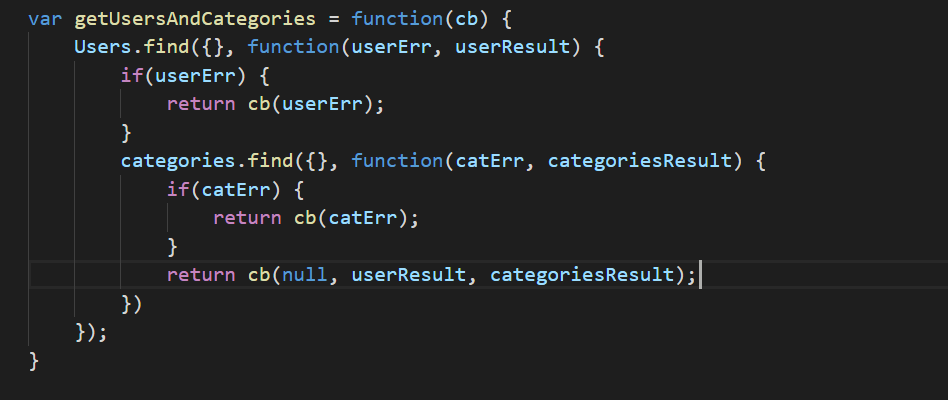 var getUsersAndCategories = function(cb) {
    Users.find({}, function(userErr, userResult) {
        if(userErr) {
            return cb(userErr);
        }
        categories.find({}, function(catErr, categoriesResult) {
            if(catErr) {
                return cb(catErr);
            }
            return cb(null, userResult, categoriesResult);
        })
    });
}